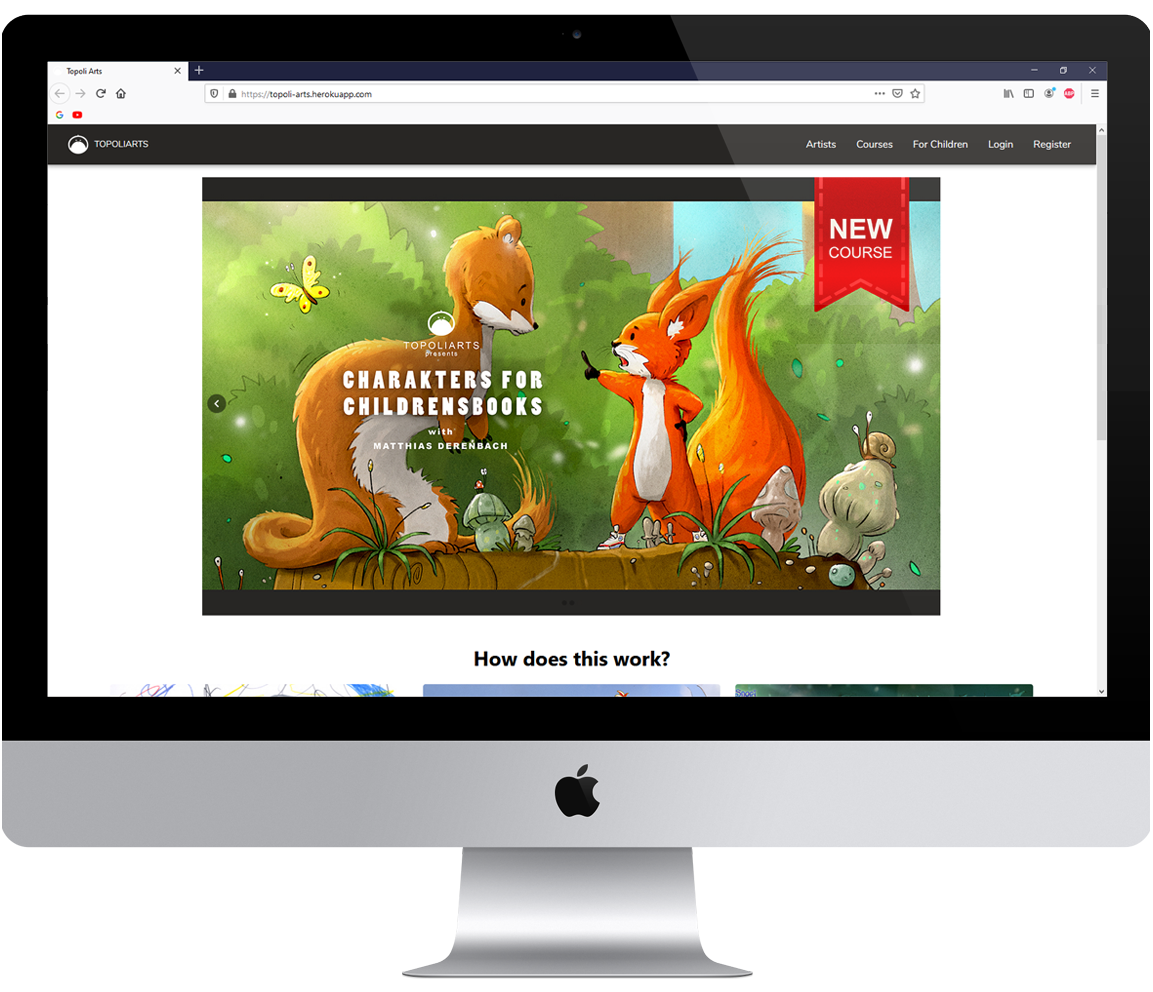 Topoli Arts
https://topoli-arts.herokuapp.com
ABP
TOPOLIARTS
Artists Courses For Children Login Register
NEW
COURSE
TOPOLIARTS
presents
CHARAKTERS FOR
CHILDRENSBOOKS
with
MATTHIAS DERENBACH
How does this work?